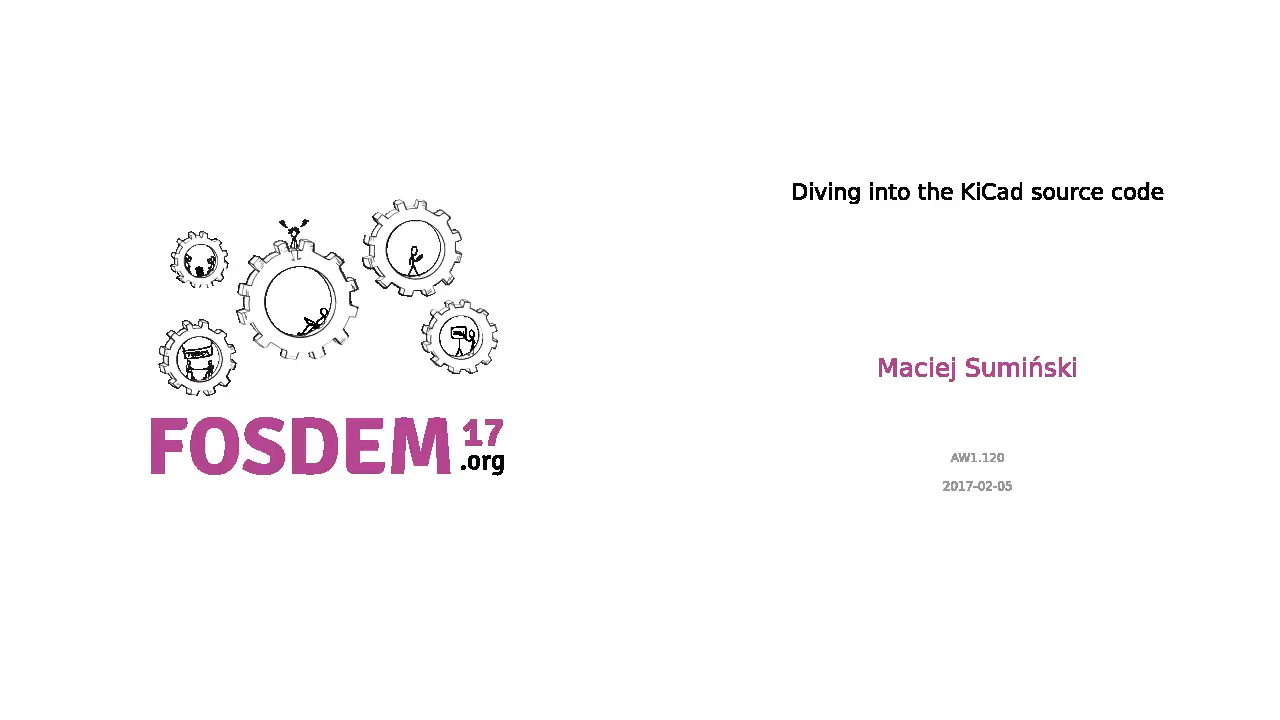 FOSDEM 17
.org
Diving into the KiCad source code
Maciej Sumiński
AW1.120
2017-02-05